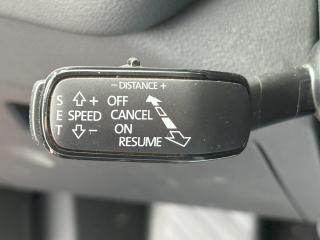 - DISTANCE +
S + OFF
E SPEED CANCEL
T - ON
RESUME